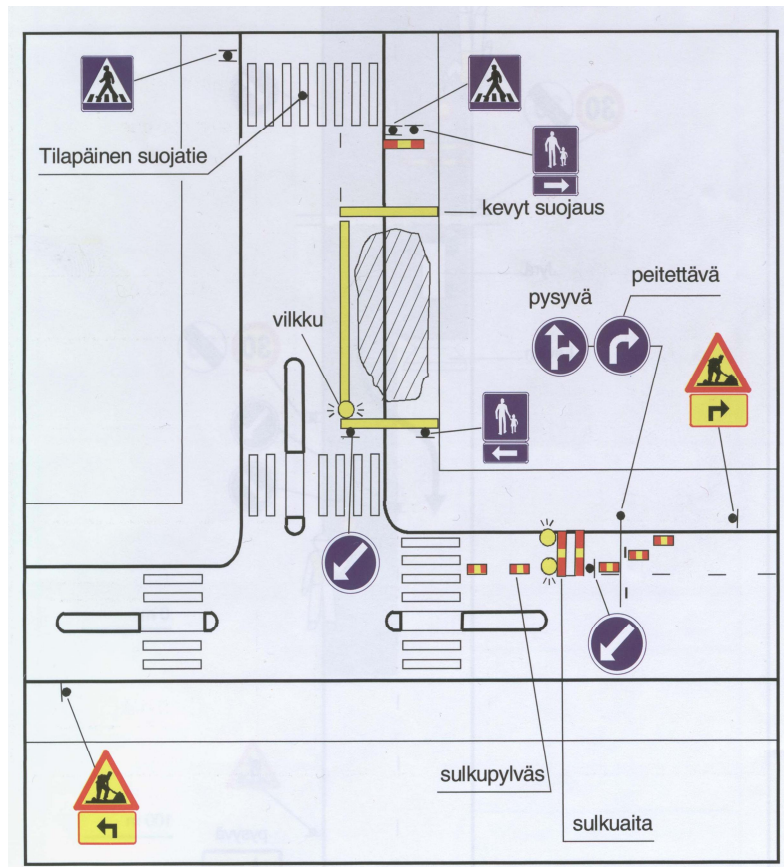 Tilapäinen suojatie
kevyt suojaus
peitettävä
pysyvä
vilkku
sulkupylväs
sulkuaita